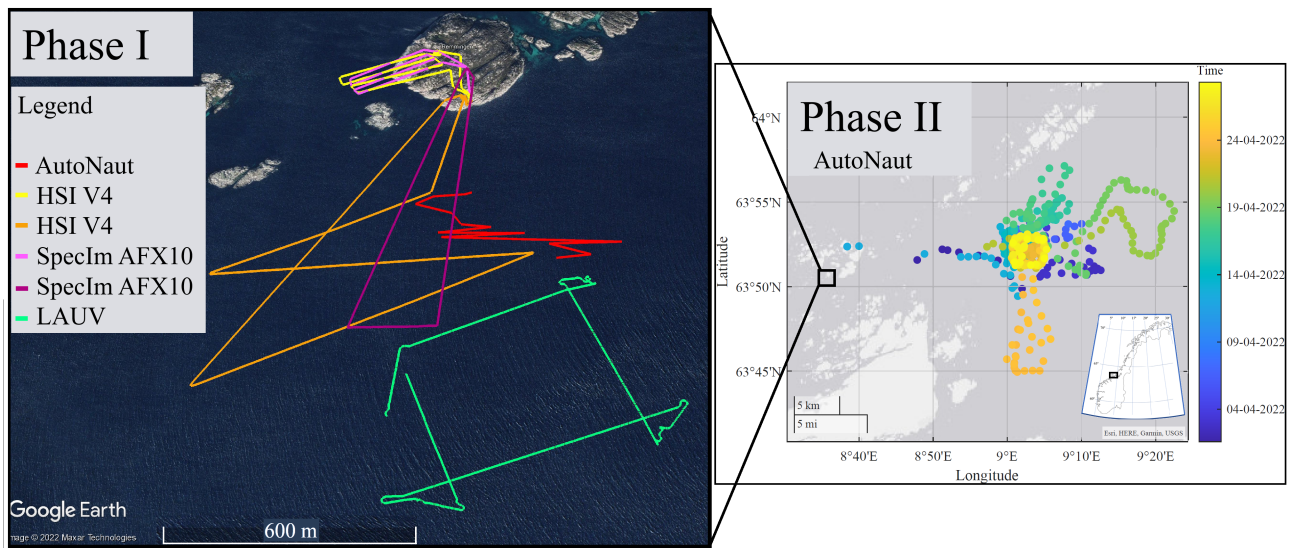 Phase I
Legend
AutoNaut
HSI V4
HSI V4
SpecIm AFX10
SpecIm AFX10
LAUV
Google Earth
mage © 2022 Maxar Technologies
600 m
Phase II
AutoNaut
Time
24-04-2022
19-04-2022
14-04-2022
09-04-2022
04-04-2022
Latitude
64°N
63°55'N
63°50'N
63°45'N
5 km
5 mi
Esri, HERE, Garmin, USGS
8°40'E
8°50'E
9°E
9°10'E
9°20'E
Longitude